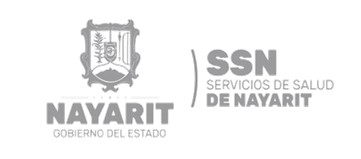 NAYARIT
GOBIERNO DEL ESTADO
SSN
SERVICIOS DE SALUD
DE NAYARIT